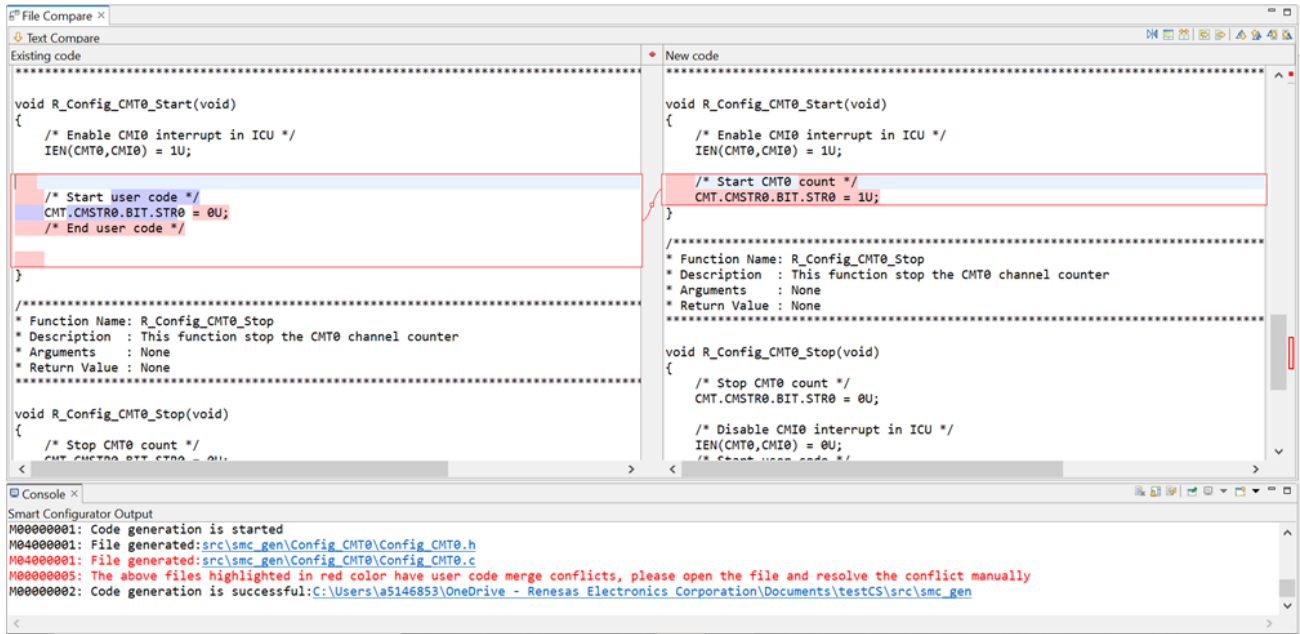 File Compare ×
Text Compare
Existing code
******************************************************************************
void R_Config_CMT0_Start(void)
{
    /* Enable CMI0 interrupt in ICU */
    IEN(CMT0,CMI0) = 1U;
    /* Start user code */
    CMT.CMSTR0.BIT.STR0 = 0U;
    /* End user code */
}
/*****************************************************************************
* Function Name: R_Config_CMT0_Stop
* Description  : This function stop the CMT0 channel counter
* Arguments    : None
* Return Value : None
******************************************************************************
void R_Config_CMT0_Stop(void)
{
    /* Stop CMT0 count */
    CMT.CMSTR0.BIT.STR0 = 0U;
New code
******************************************************************************
void R_Config_CMT0_Start(void)
{
    /* Enable CMI0 interrupt in ICU */
    IEN(CMT0,CMI0) = 1U;
    /* Start CMT0 count */
    CMT.CMSTR0.BIT.STR0 = 1U;
}
/*****************************************************************************
* Function Name: R_Config_CMT0_Stop
* Description  : This function stop the CMT0 channel counter
* Arguments    : None
* Return Value : None
******************************************************************************
void R_Config_CMT0_Stop(void)
{
    /* Stop CMT0 count */
    CMT.CMSTR0.BIT.STR0 = 0U;
    /* Disable CMI0 interrupt in ICU */
    IEN(CMT0,CMI0) = 0U;
    /* Start user code */
Console ×
Smart Configurator Output
M00000001: Code generation is started
M04000001: File generated:src\smc_gen\Config_CMT0\Config_CMT0.h
M04000001: File generated:src\smc_gen\Config_CMT0\Config_CMT0.c
M00000005: The above files highlighted in red color have user code merge conflicts, please open the file and resolve the conflict manually
M00000002: Code generation is successful:C:\Users\a5146853\OneDrive - Renesas Electronics Corporation\Documents\testCS\src\smc_gen